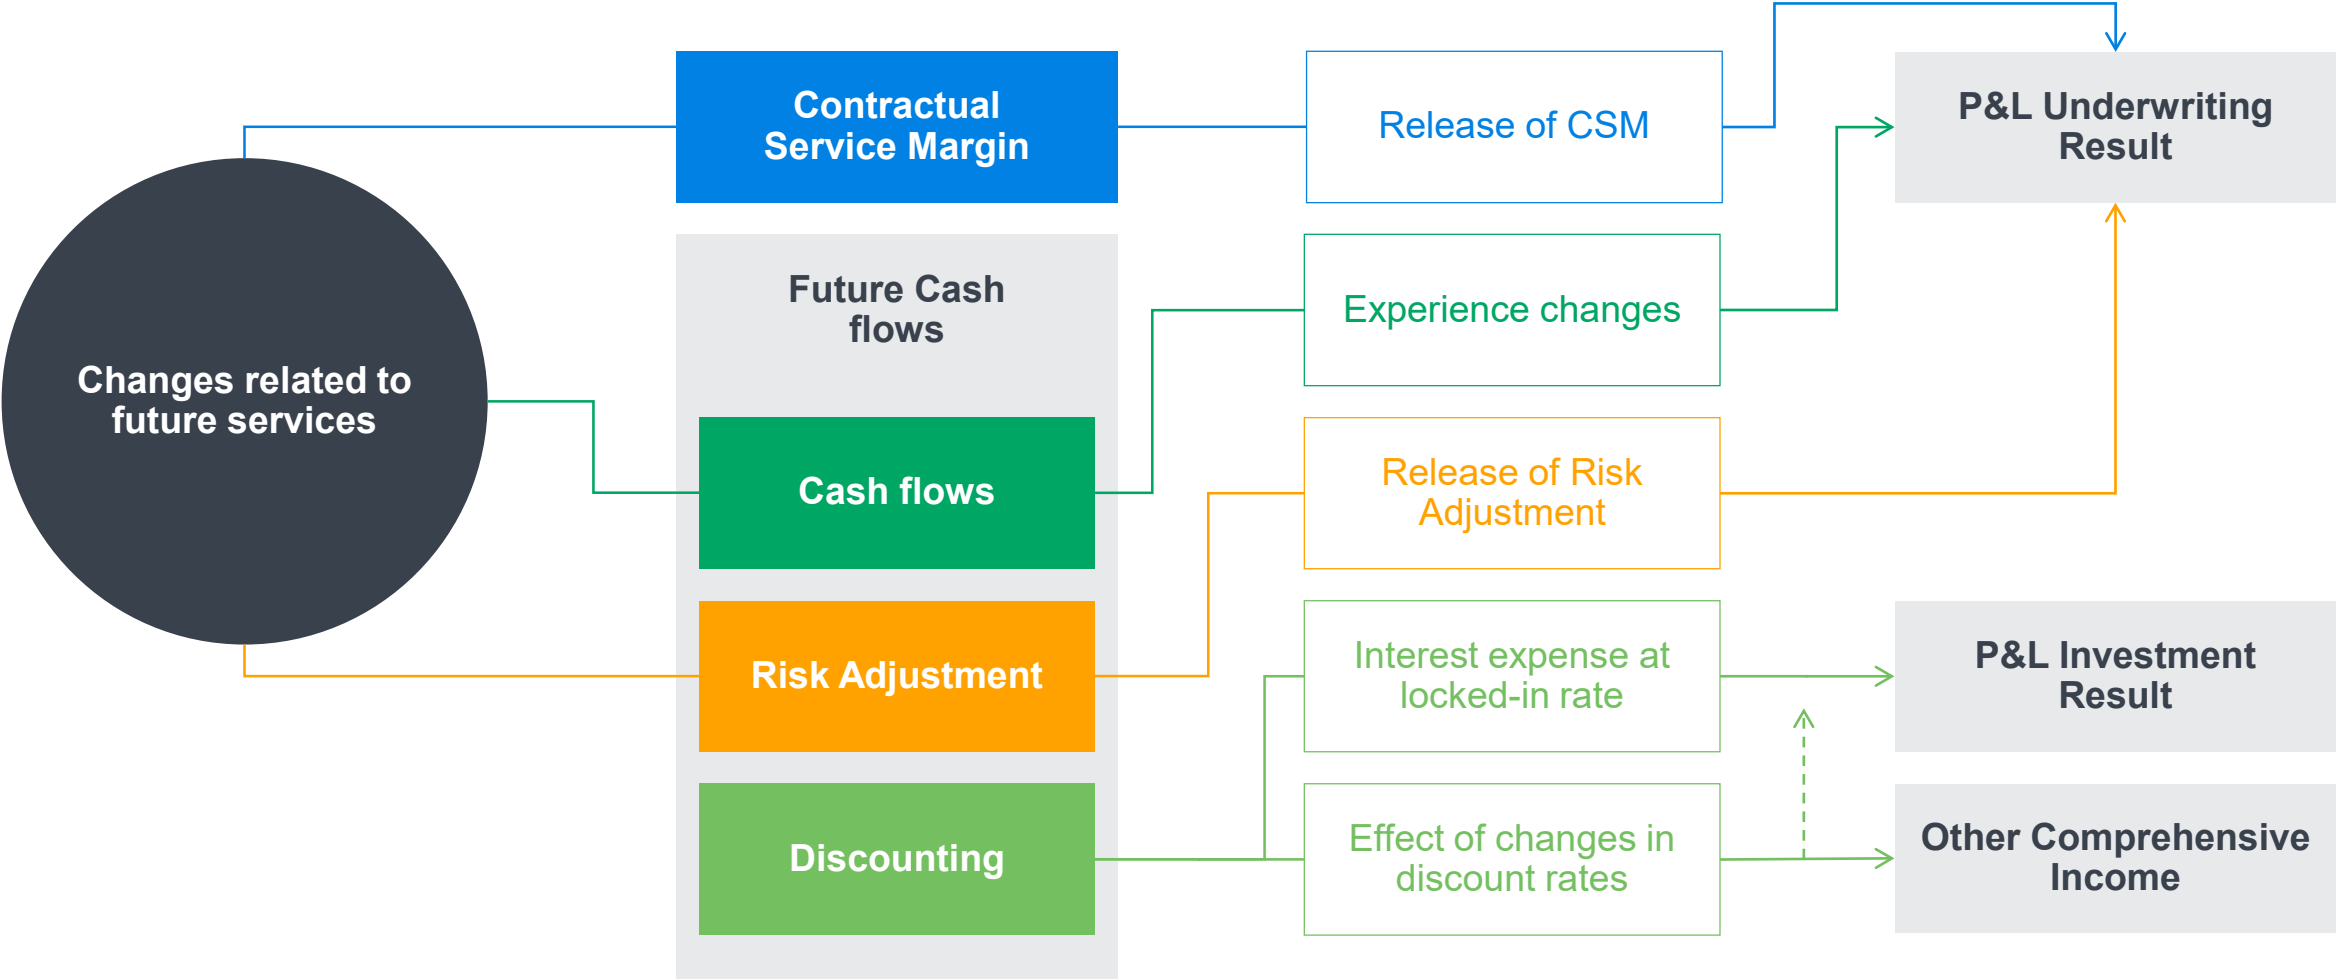 Changes related to
future services
Contractual
Service Margin
Future Cash
flows
Cash flows
Risk Adjustment
Discounting
Release of CSM
Experience changes
Release of Risk
Adjustment
Interest expense at
locked-in rate
Effect of changes in
discount rates
P&L Underwriting
Result
P&L Investment
Result
Other Comprehensive
Income